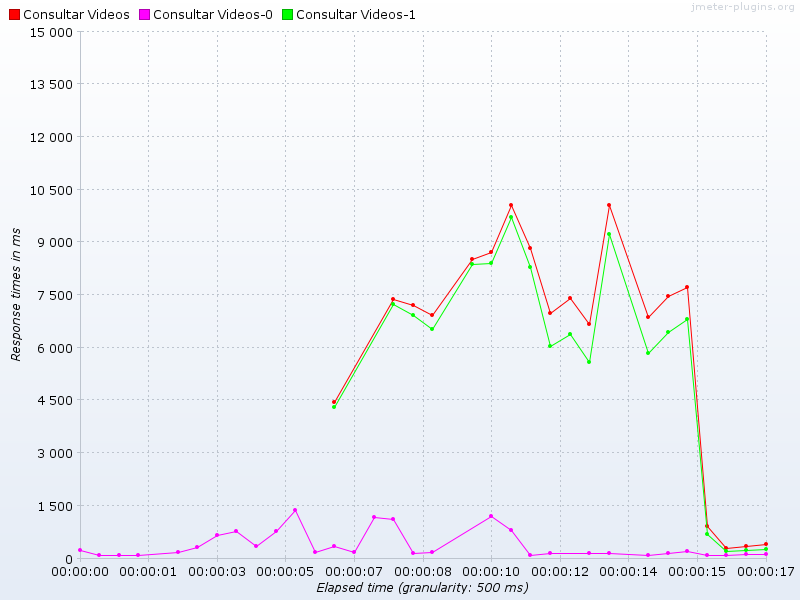 jmeter-plugins.org
Consultar Videos Consultar Videos-0 Consultar Videos-1
15 000
13 500
12 000
10 500
9 000
7 500
6 000
4 500
3 000
1 500
0
Response times in ms
00:00:00 00:00:01 00:00:03 00:00:05 00:00:07 00:00:08 00:00:10 00:00:12 00:00:14 00:00:15 00:00:17
Elapsed time (granularity: 500 ms)